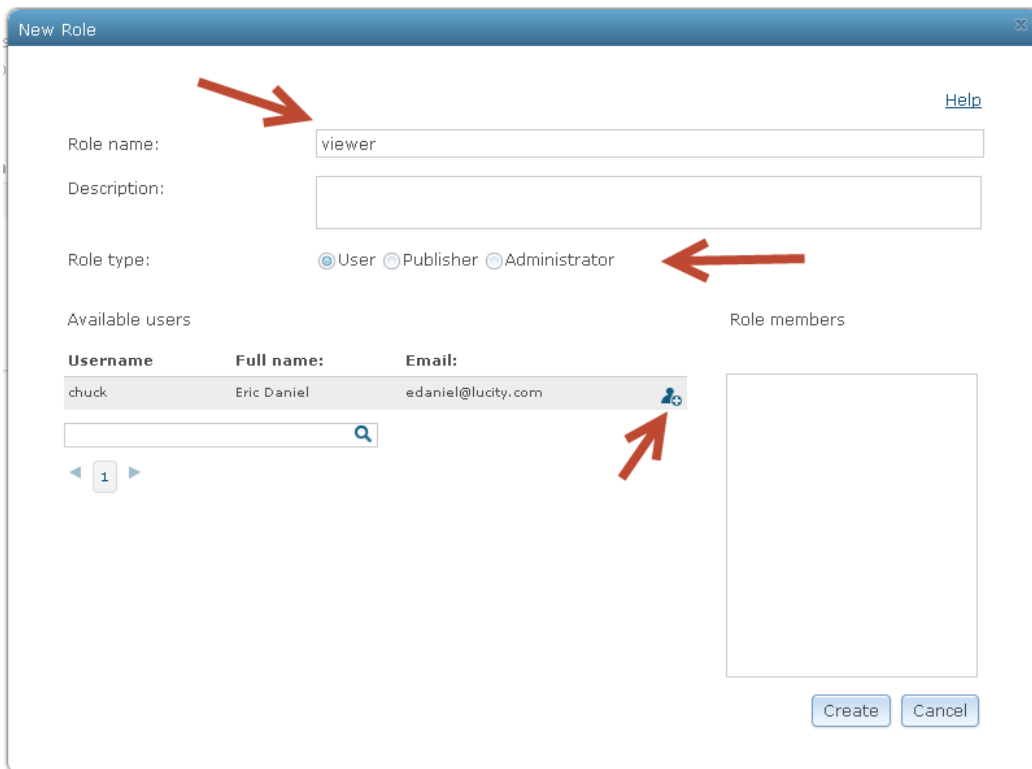 New Role
Help
Role name: viewer
Description:
Role type: User Publisher Administrator
Available users
Role members
Username Full name: Email:
chuck Eric Daniel edaniel@lucity.com
1
Create Cancel